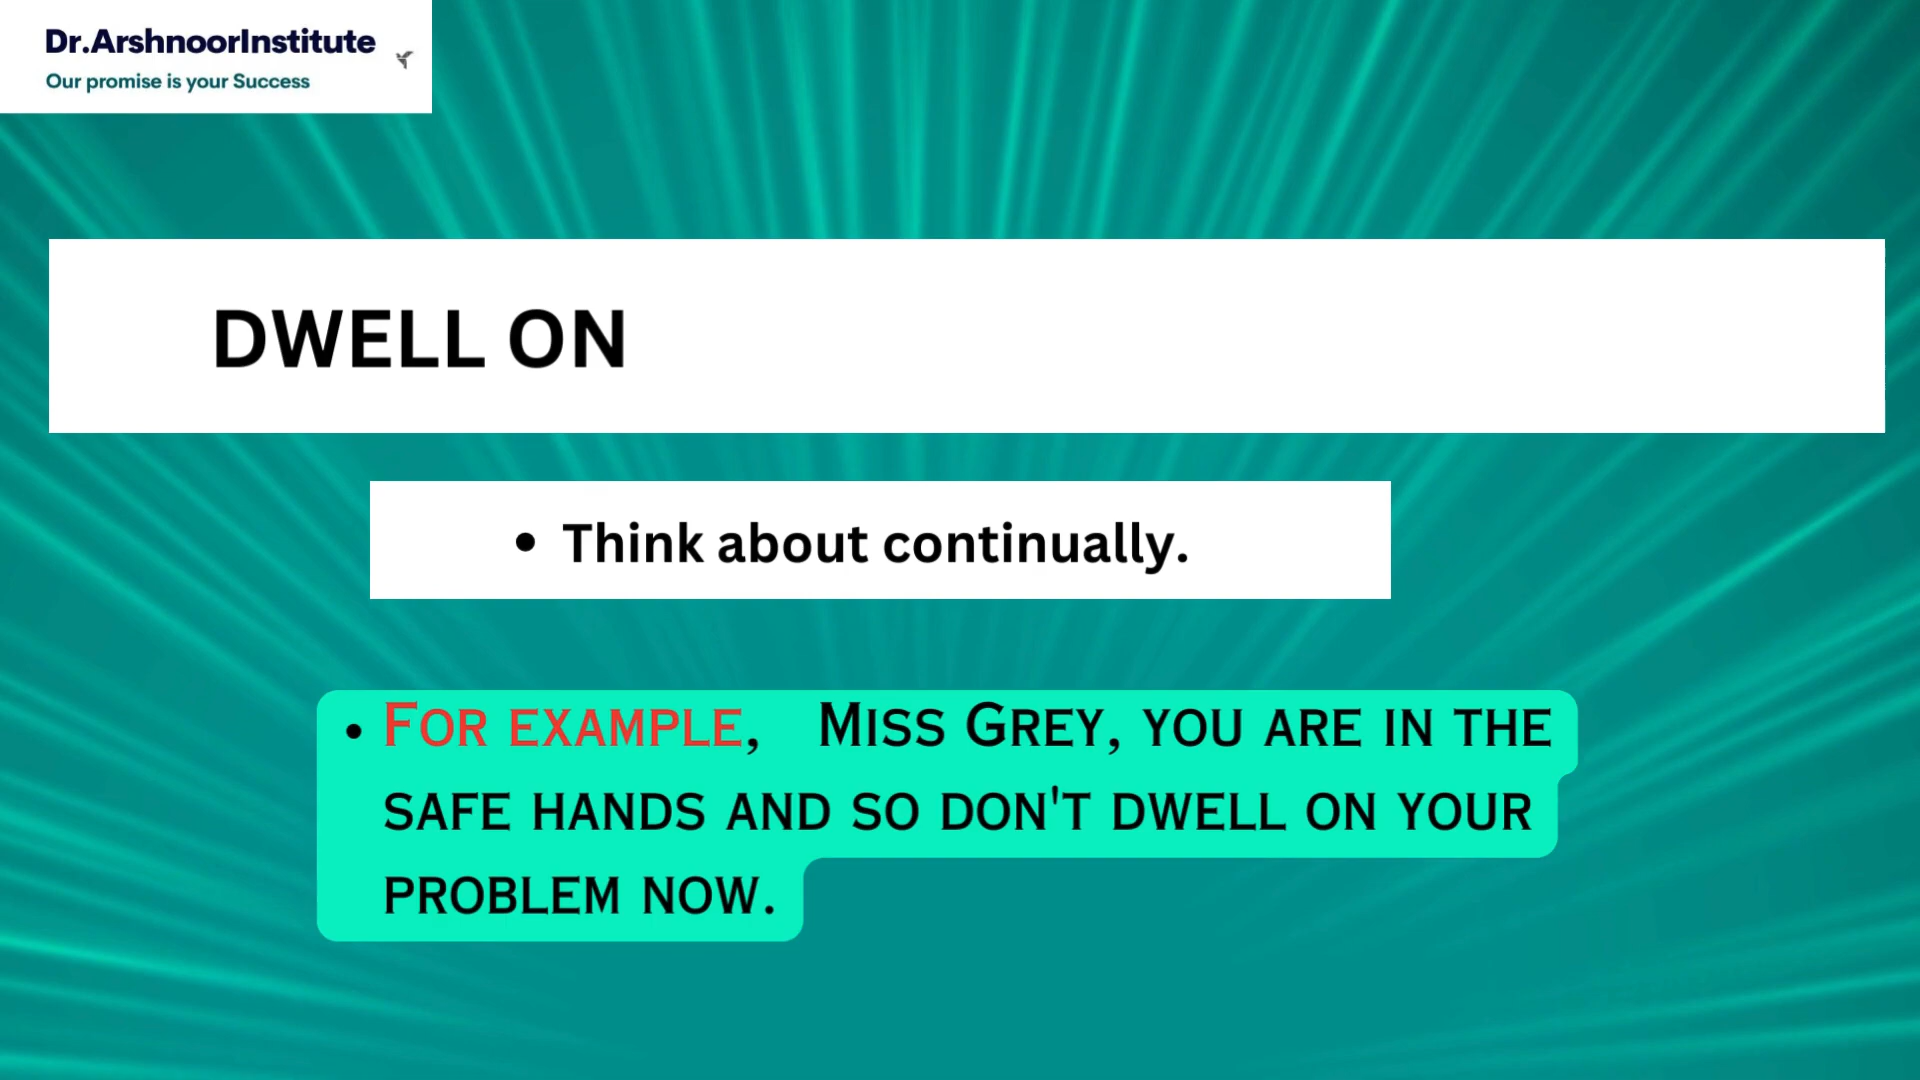 Dr.ArshnoorInstitute
Our promise is your Success
DWELL ON
• Think about continually.
• For example, Miss Grey, you are in the
safe hands and so don't dwell on your
problem now.